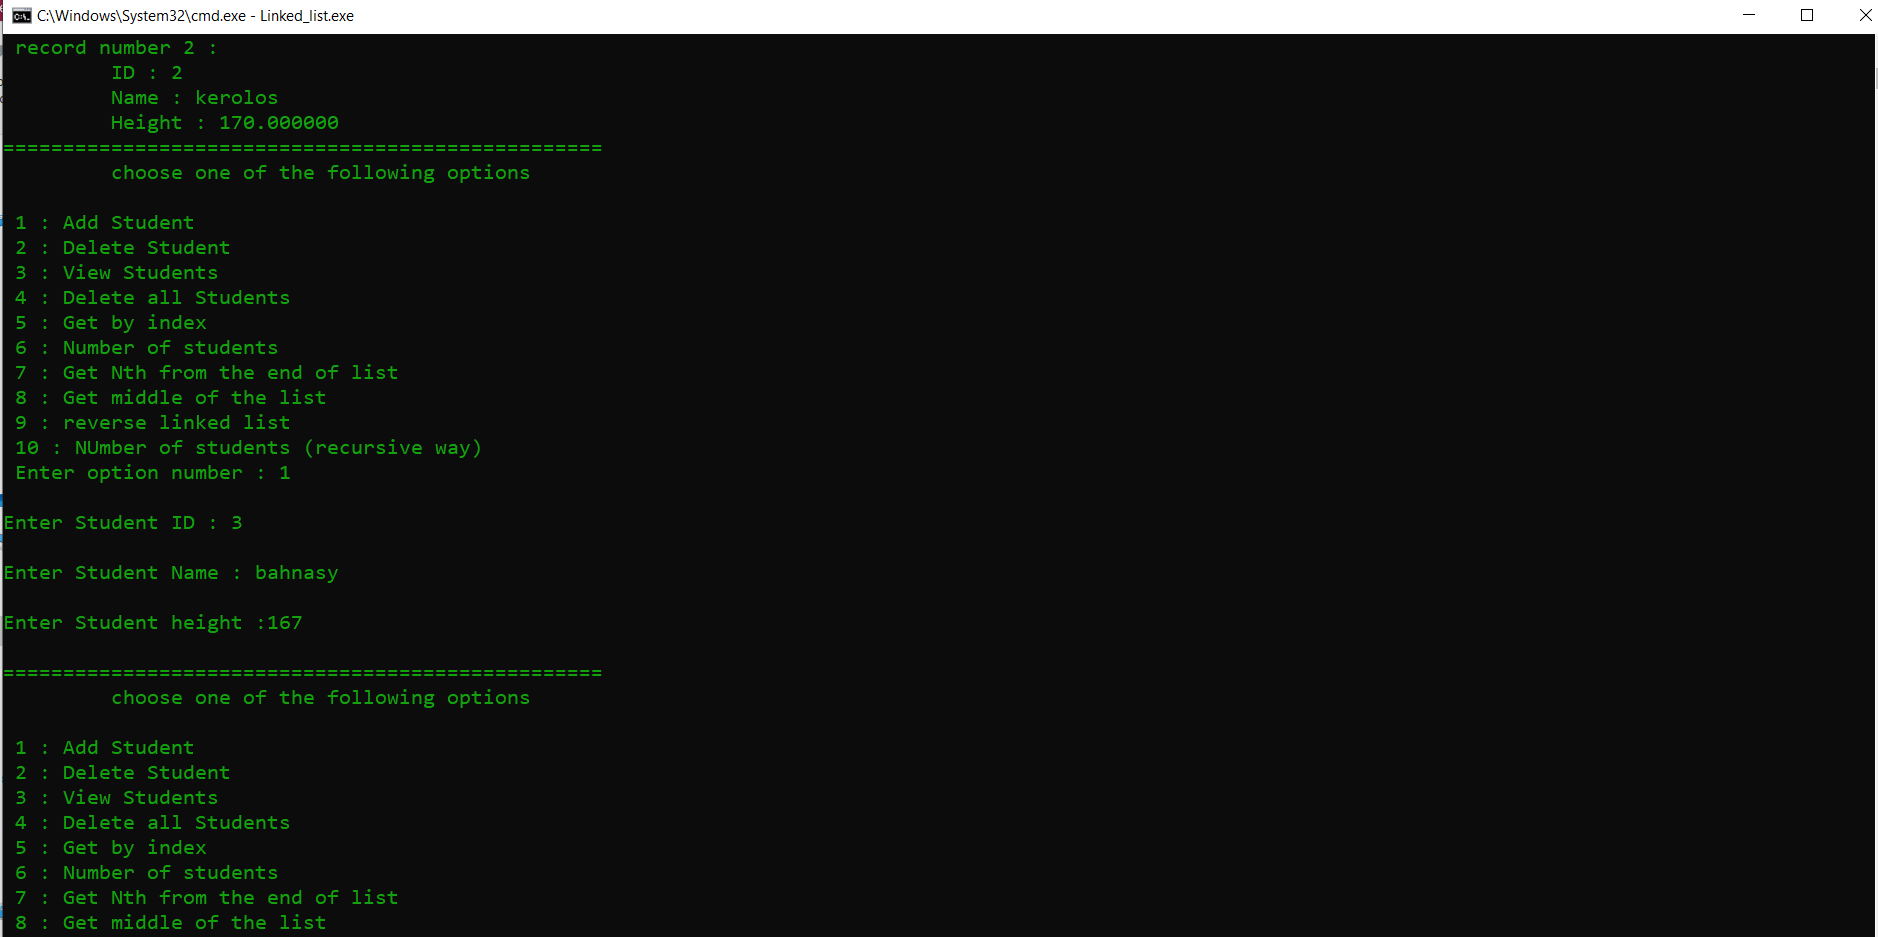 C:\Windows\System32\cmd.exe - Linked_list.exe
record number 2 :
ID : 2
Name : kerolos
Height : 170.000000
==================================================
choose one of the following options
1 : Add Student
2 : Delete Student
3 : View Students
4 : Delete all Students
5 : Get by index
6 : Number of students
7 : Get Nth from the end of list
8 : Get middle of the list
9 : reverse linked list
10 : NUmber of students (recursive way)
Enter option number : 1
Enter Student ID : 3
Enter Student Name : bahnasy
Enter Student height :167
==================================================
choose one of the following options
1 : Add Student
2 : Delete Student
3 : View Students
4 : Delete all Students
5 : Get by index
6 : Number of students
7 : Get Nth from the end of list
8 : Get middle of the list